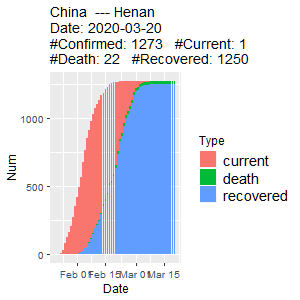 China  --- Henan
Date: 2020-03-20
#Confirmed: 1273   #Current: 1
#Death: 22   #Recovered: 1250
1000
500
0
Num
Feb 01
Feb 15
Mar 01
Mar 15
Date
Type
current
death
recovered